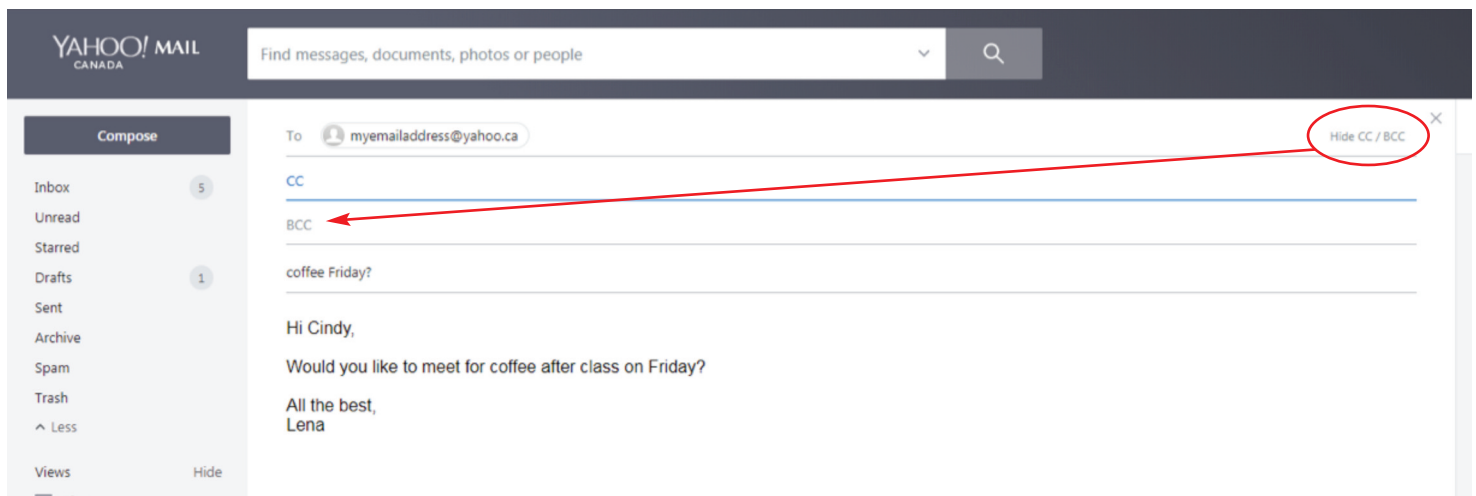 YAHOO! MAIL
CANADA
Find messages, documents, photos or people
Compose
Inbox 5
Unread
Starred
Drafts 1
Sent
Archive
Spam
Trash
Less
Views Hide
To myemailaddress@yahoo.ca Hide CC / BCC
CC
BCC
coffee Friday?
Hi Cindy,
Would you like to meet for coffee after class on Friday?
All the best,
Lena